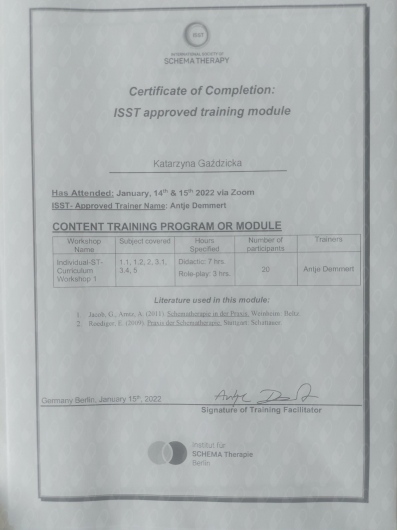 ISST
INTERNATIONAL SOCIETY OF
SCHEMA THERAPY
Certificate of Completion:
ISST approved training module
Katarzyna Gaździcka
Has Attended: January, 14th & 15th 2022 via Zoom
ISST- Approved Trainer Name: Antje Demmert
CONTENT TRAINING PROGRAM OR MODULE
Workshop Name
Subject covered
Hours Specified
Number of participants
Trainers
Individual-ST-Curriculum Workshop 1
1.1, 1.2, 2, 3.1, 3.4, 5
Didactic: 7 hrs.
Role-play: 3 hrs.
20
Antje Demmert
Literature used in this module:
1. Jacob, G., Arntz, A. (2011). Schematherapie in der Praxis. Weinheim: Beltz
2. Roediger, E. (2009). Praxis der Schematherapie. Stuttgart: Schattauer
Germany Berlin, January 15th, 2022
Signature of Training Facilitator
Institut für
SCHEMA Therapie
Berlin